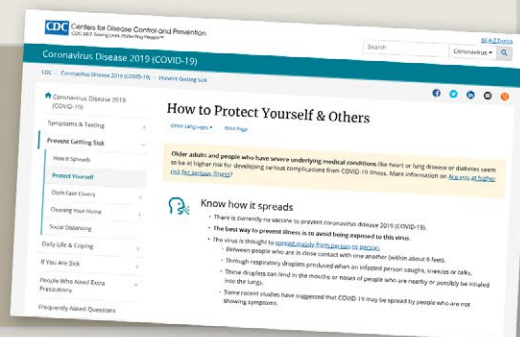 CDC
Centers for Disease Control and Prevention
CDC 24/7: Saving Lives, Protecting People™
All A-Z Topics
Search
Coronavirus
Coronavirus Disease 2019 (COVID-19)
CDC > Coronavirus Disease 2019 (COVID-19) > Prevent Getting Sick
Coronavirus Disease 2019
(COVID-19)
Symptoms & Testing
Prevent Getting Sick
How It Spreads
Protect Yourself
Cloth Face Covers
Cleaning Your Home
Social Distancing
Daily Life & Coping
If You Are Sick
People Who Need Extra
Precautions
Frequently Asked Questions
How to Protect Yourself & Others
Other Languages
Print Page
Older adults and people who have severe underlying medical conditions like heart or lung disease or diabetes seem
to be at higher risk for developing serious complications from COVID-19 illness. More information on Are you at higher
risk for serious illness?
Know how it spreads
• There is currently no vaccine to prevent coronavirus disease 2019 (COVID-19).
• The best way to prevent illness is to avoid being exposed to this virus.
• The virus is thought to spread mainly from person-to-person.
◦ Between people who are in close contact with one another (within about 6 feet).
◦ Through respiratory droplets produced when an infected person coughs, sneezes or talks.
◦ These droplets can land in the mouths or noses of people who are nearby or possibly be inhaled
into the lungs.
◦ Some recent studies have suggested that COVID-19 may be spread by people who are not
showing symptoms.